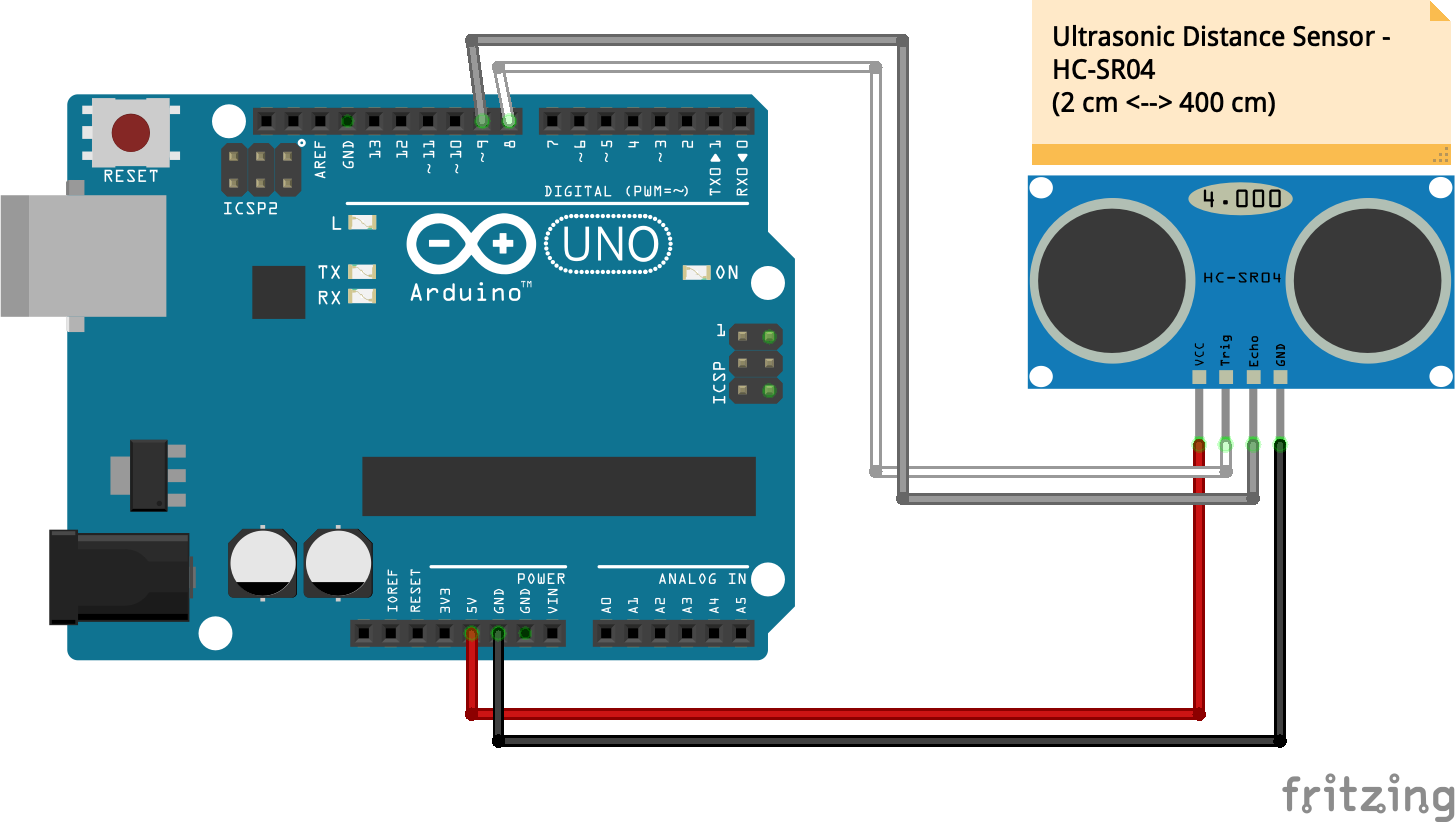 Ultrasonic Distance Sensor -
HC-SR04
(2 cm <--> 400 cm)
RESET
ICSP2
AREF
GND
13
12
~11
~10
~9
8
7
~6
~5
4
~3
2
TX0▶1
RX0◀0
DIGITAL (PWM=~)
L
TX
RX
UNO
Arduino™
ON
1
ICSP
4.000
HC-SR04
VCC
Trig
Echo
GND
IOREF
RESET
3V3
5V
GND
GND
VIN
POWER
ANALOG IN
A0
A1
A2
A3
A4
A5
fritzing